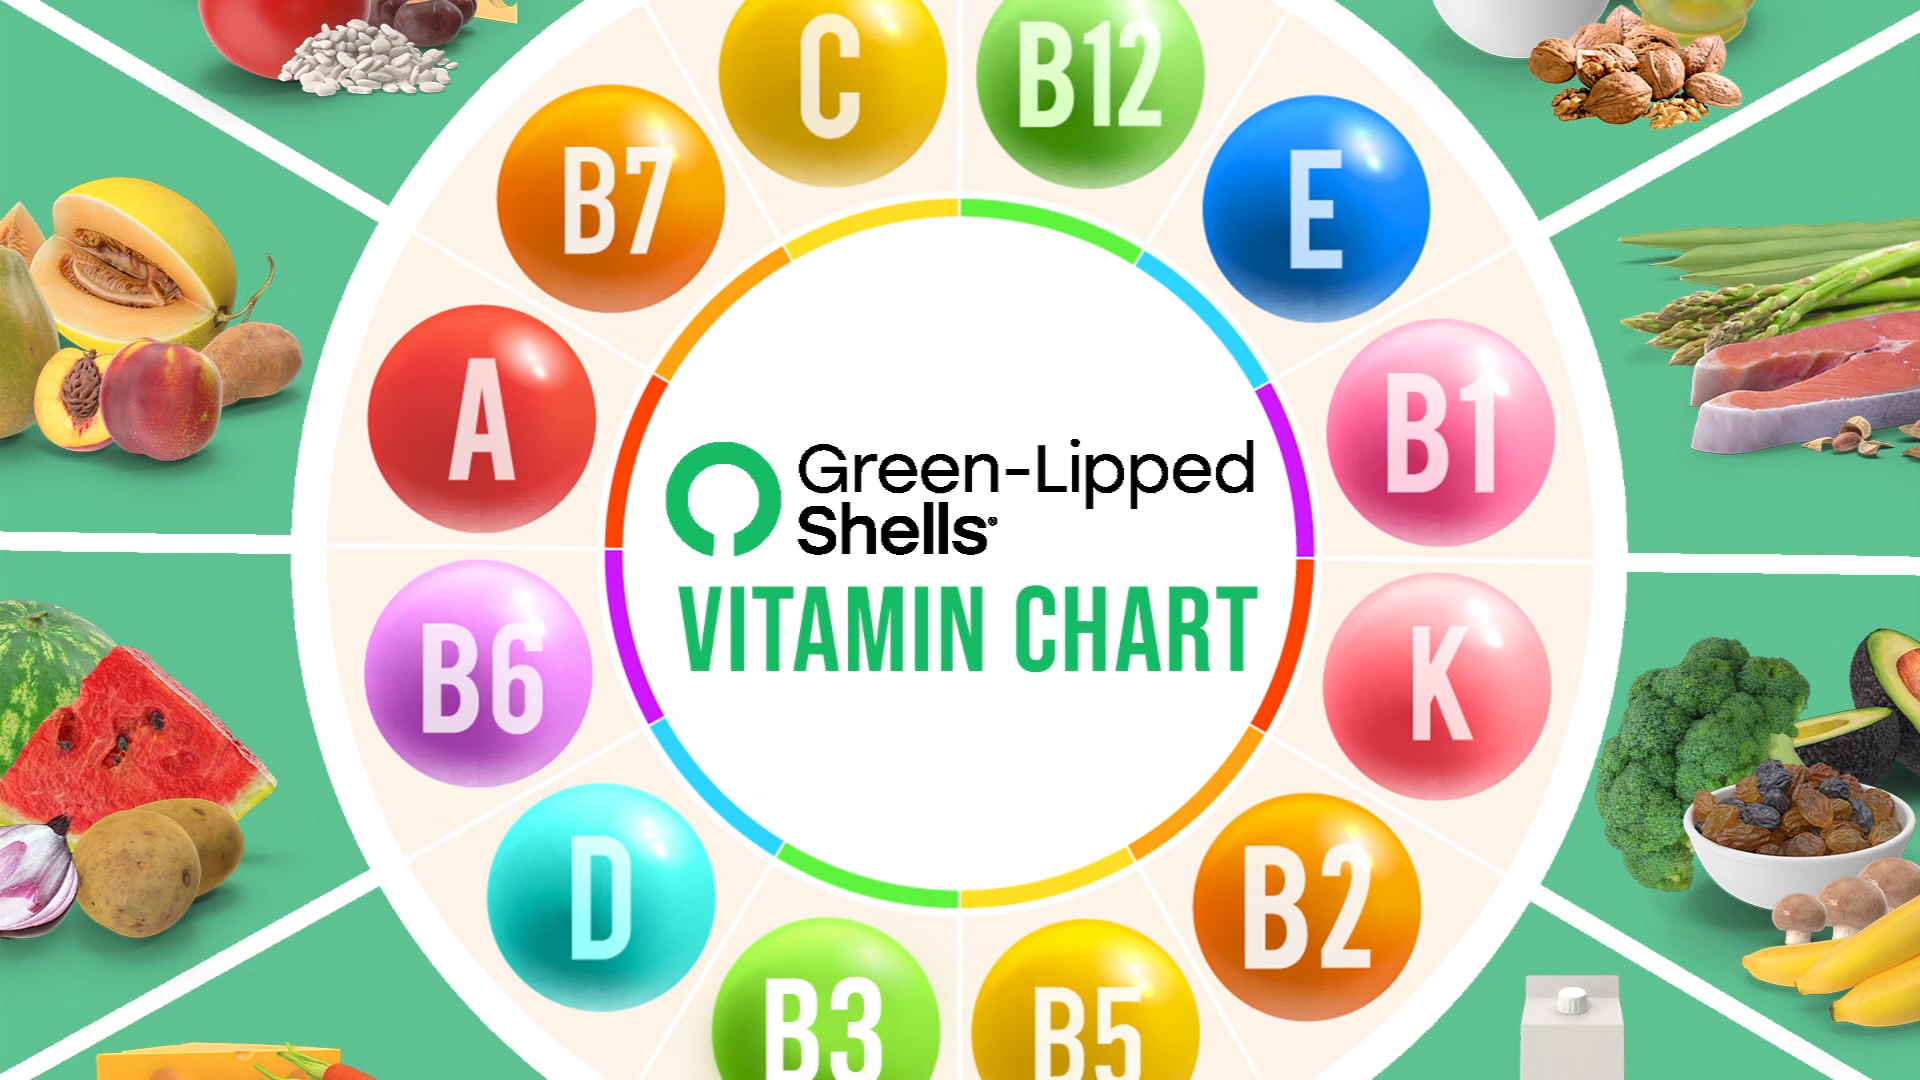 C
B12
B7
E
A
B1
Green-Lipped
Shells
VITAMIN CHART
B6
K
D
B2
B3
B5